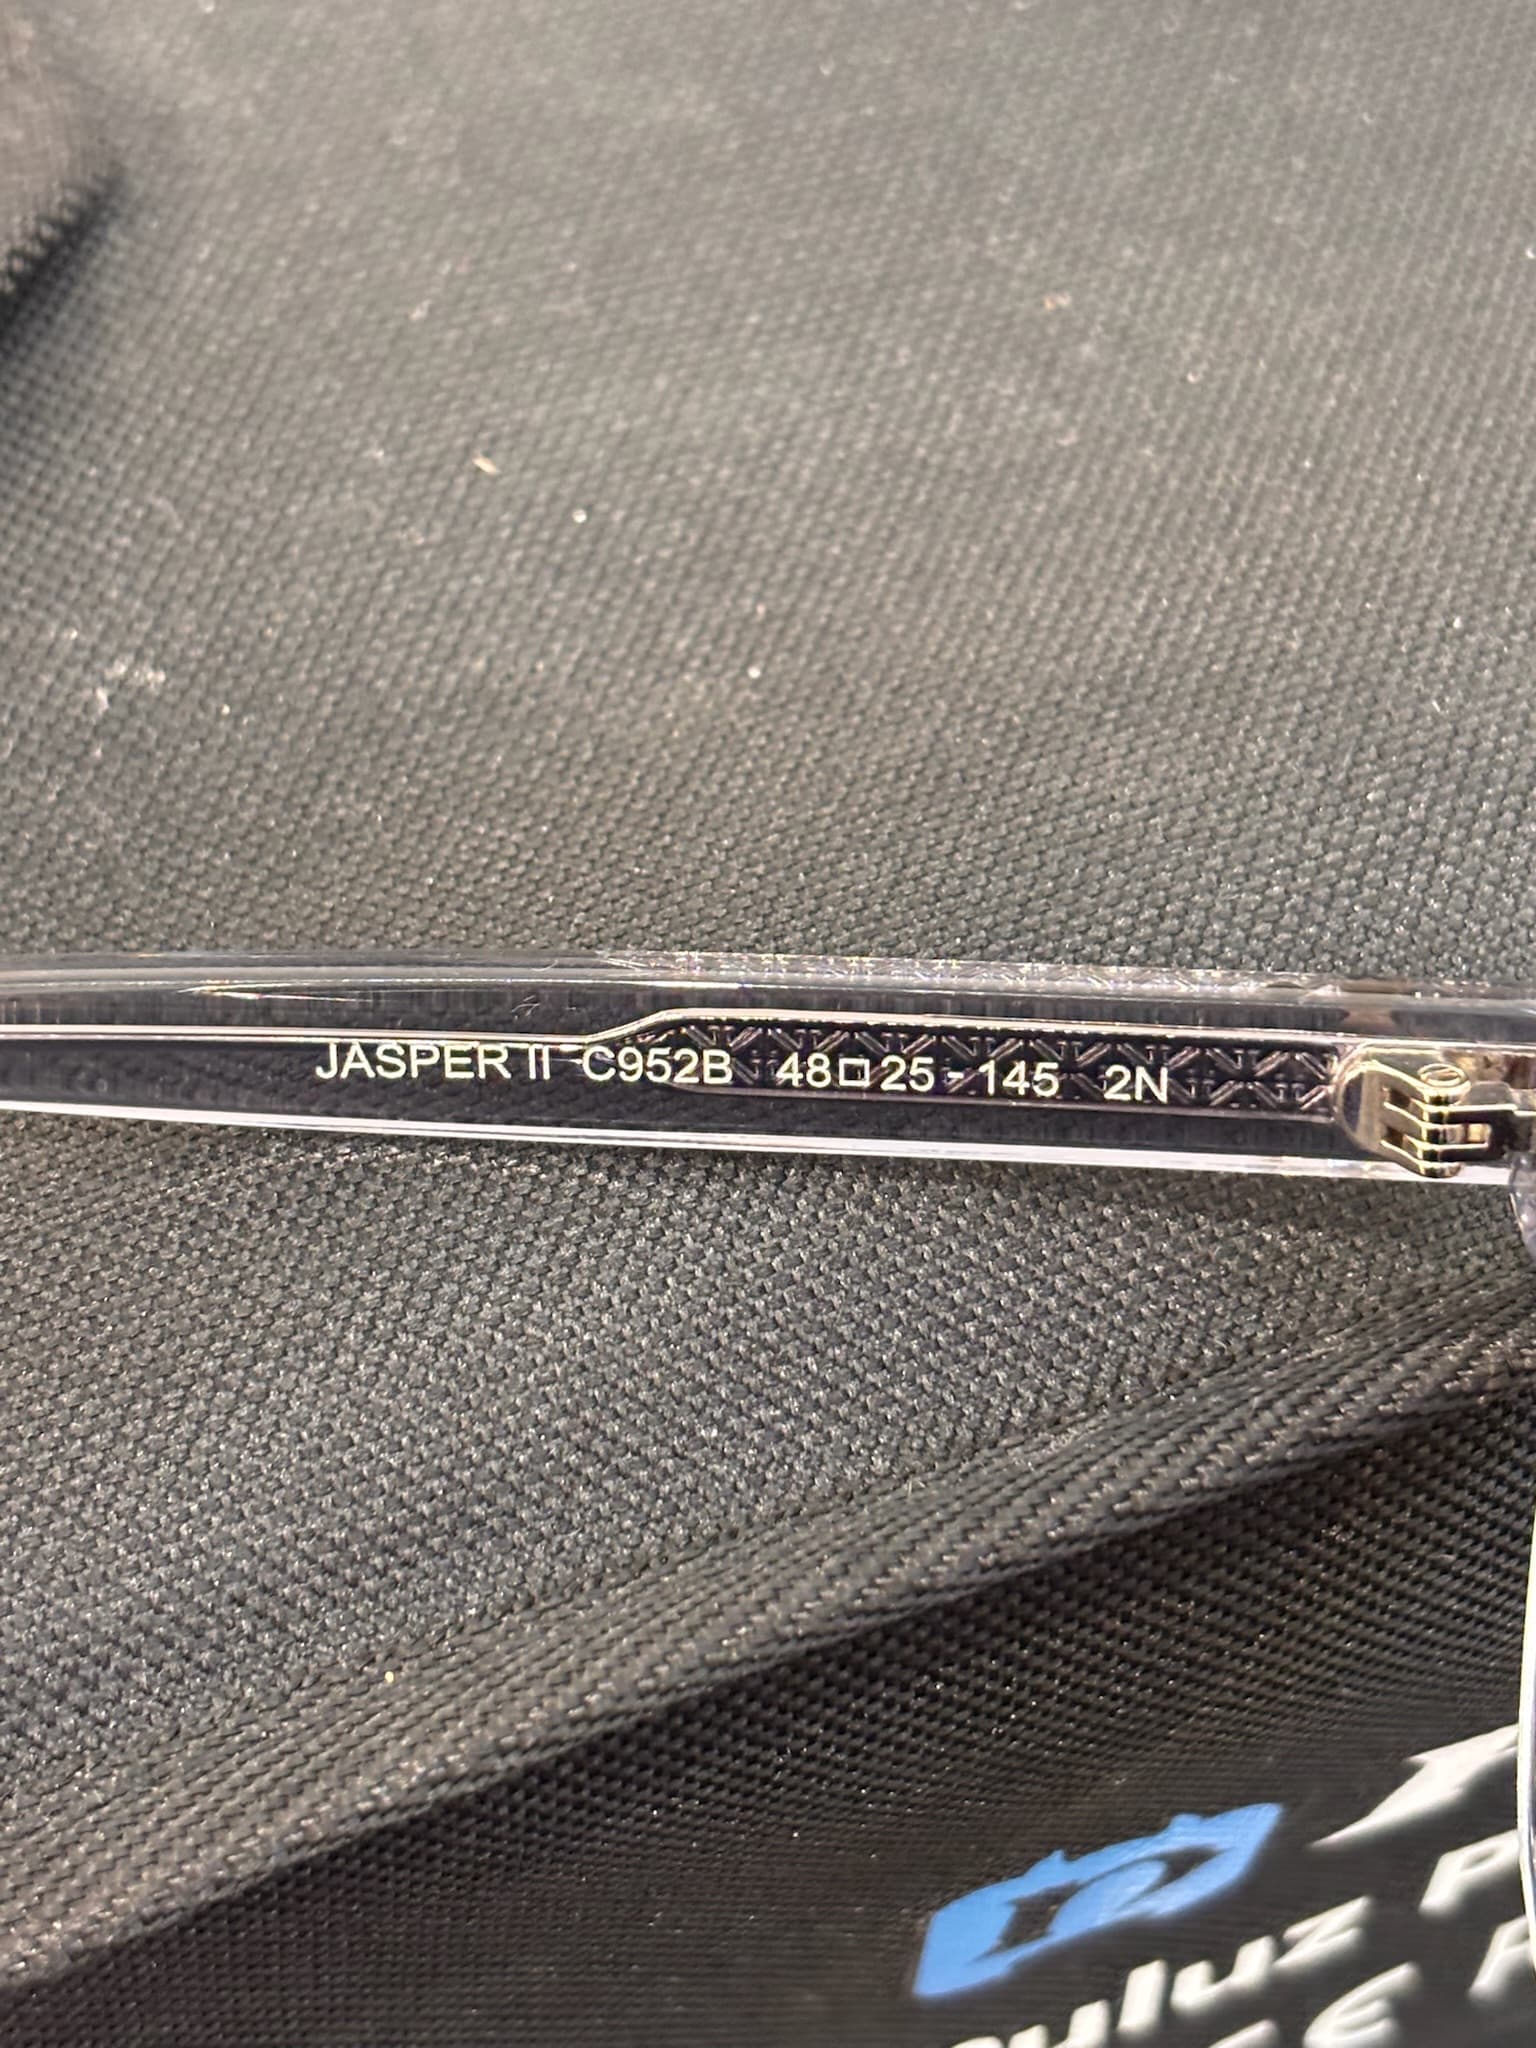 JASPER II C952B 48□25-145 2N